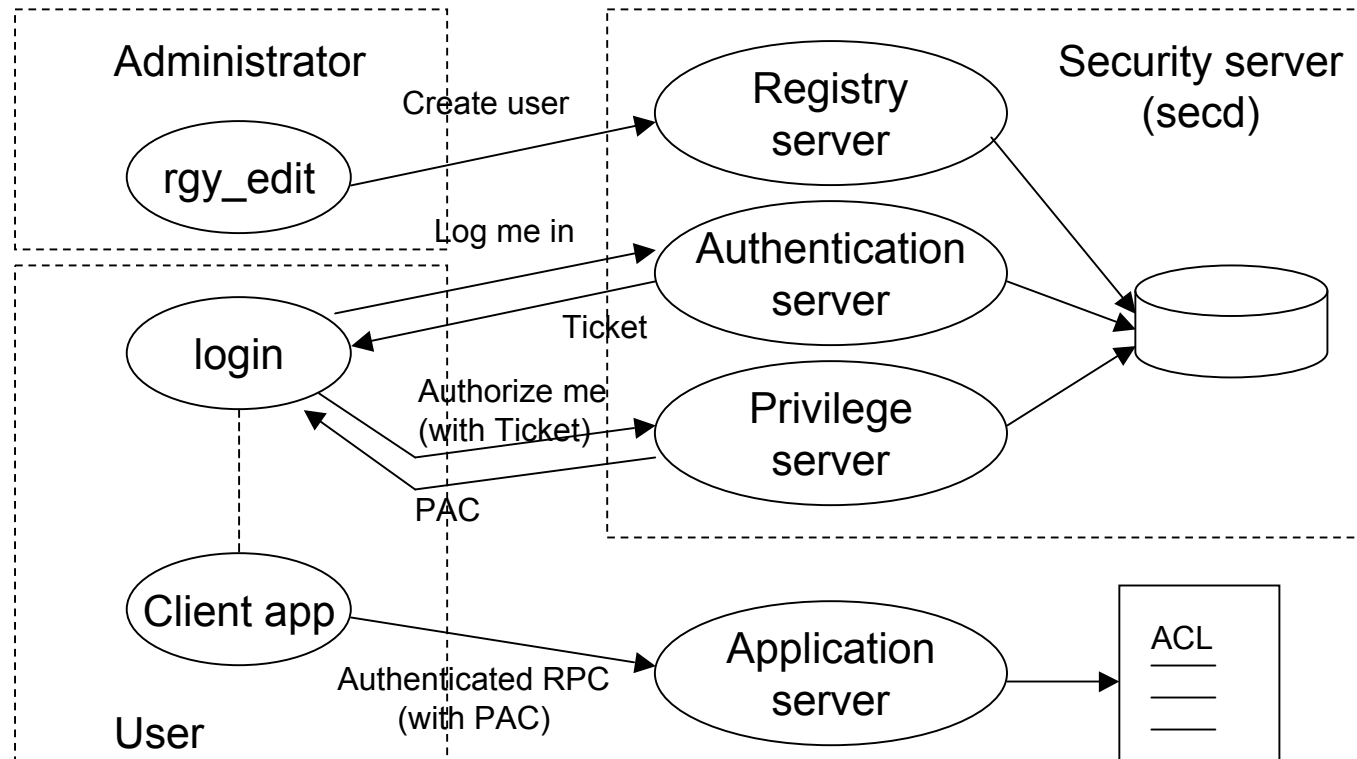 Administrator
Create user
rgy_edit
Registry
server
Security server
(secd)
Log me in
Authentication
server
Ticket
login
Authorize me
(with Ticket)
Privilege
server
PAC
Client app
Authenticated RPC
(with PAC)
Application
server
ACL
User